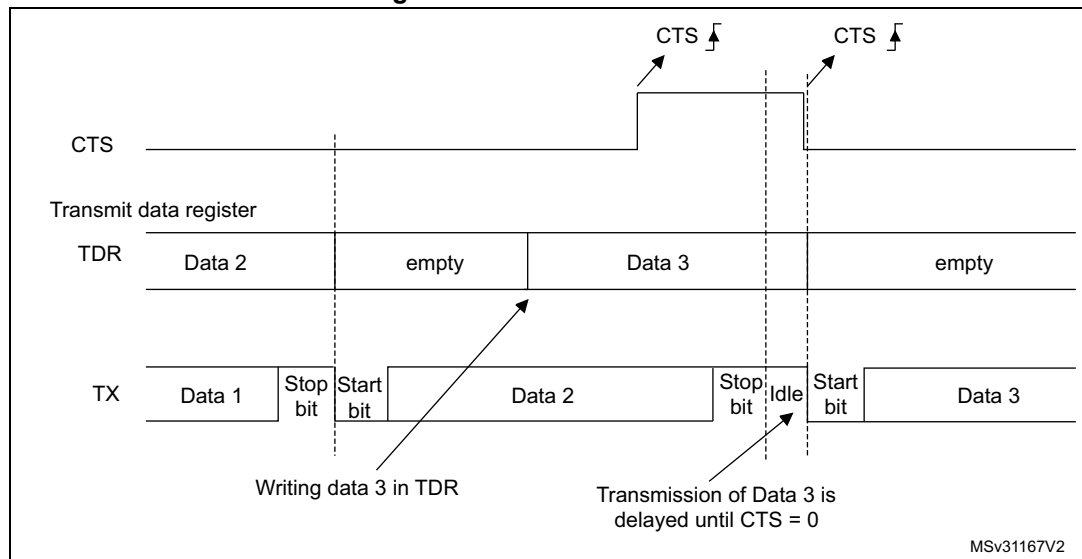 CTS CTS
CTS
Transmit data register
TDR Data 2 empty Data 3 empty
TX Data 1 Stop bit Start bit Data 2 Stop bit Idle Start bit Data 3
Writing data 3 in TDR
Transmission of Data 3 is
delayed until CTS = 0
MSv31167V2